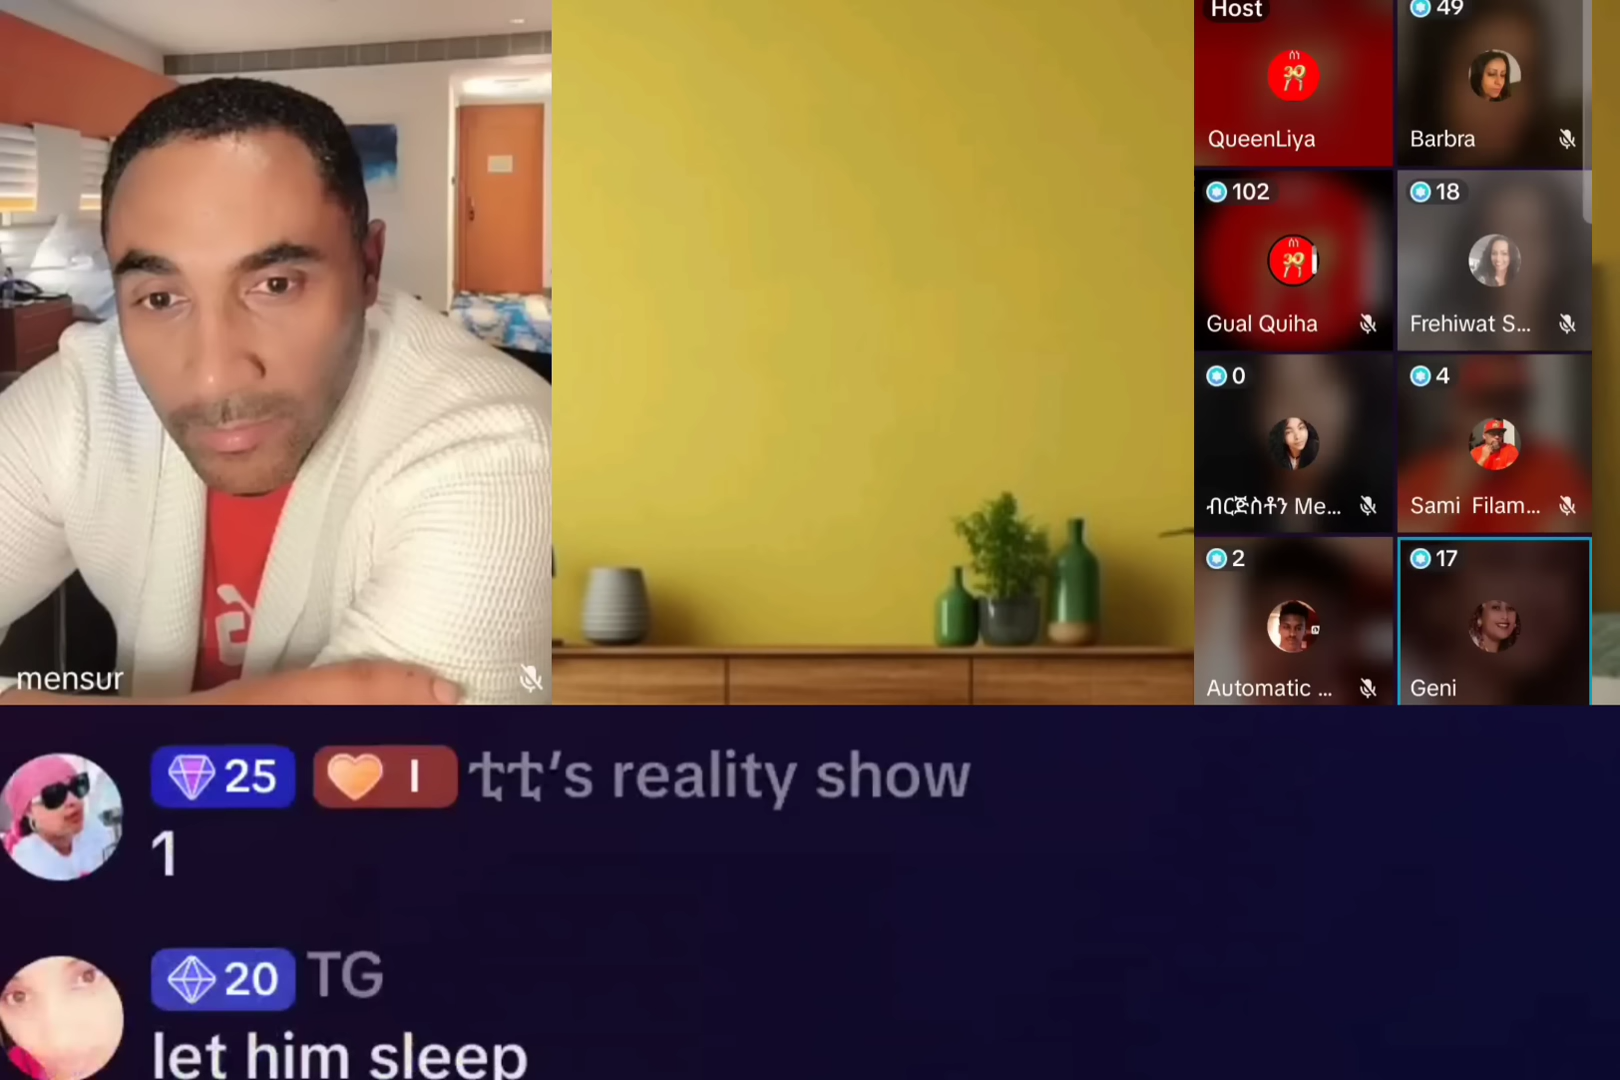 mensur
Host
QueenLiya
49
Barbra
102
Gual Quiha
18
Frehiwat S...
0
ብርጅስቶን Me...
4
Sami Filam...
2
Automatic ...
17
Geni
25 I tt's reality show
1
20 TG
let him sleep